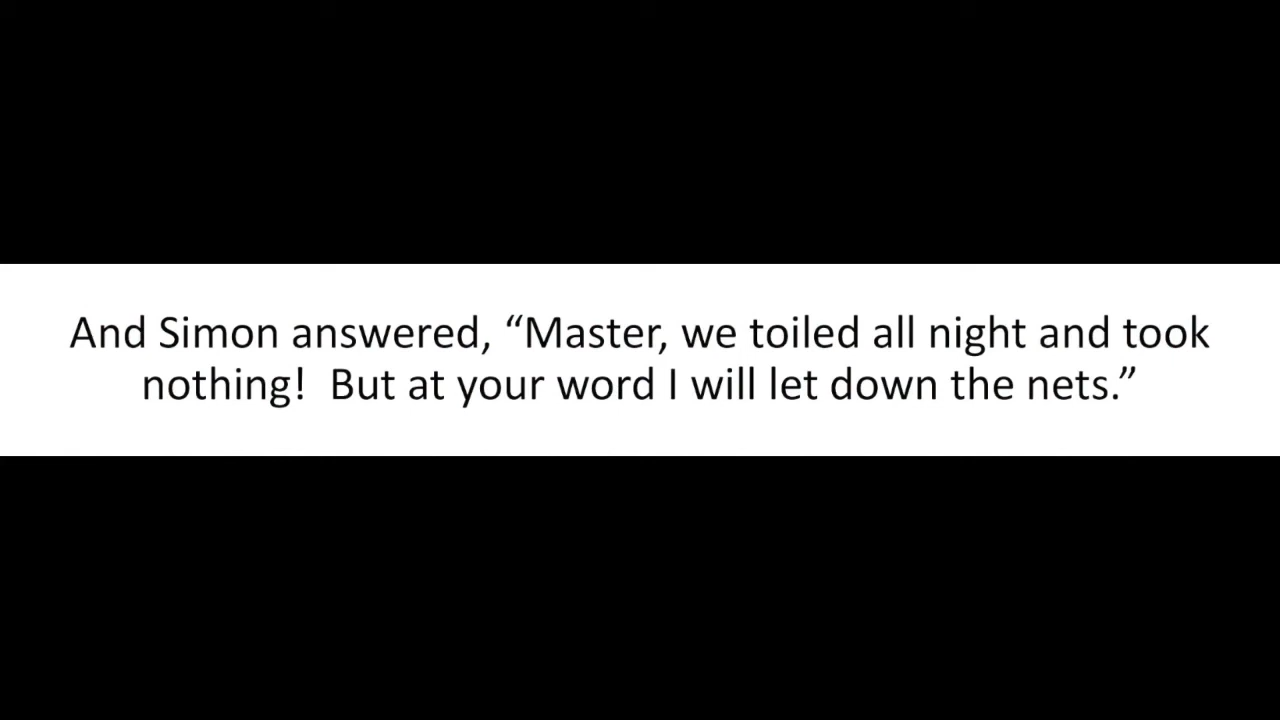 And Simon answered, “Master, we toiled all night and took
nothing!  But at your word I will let down the nets.”